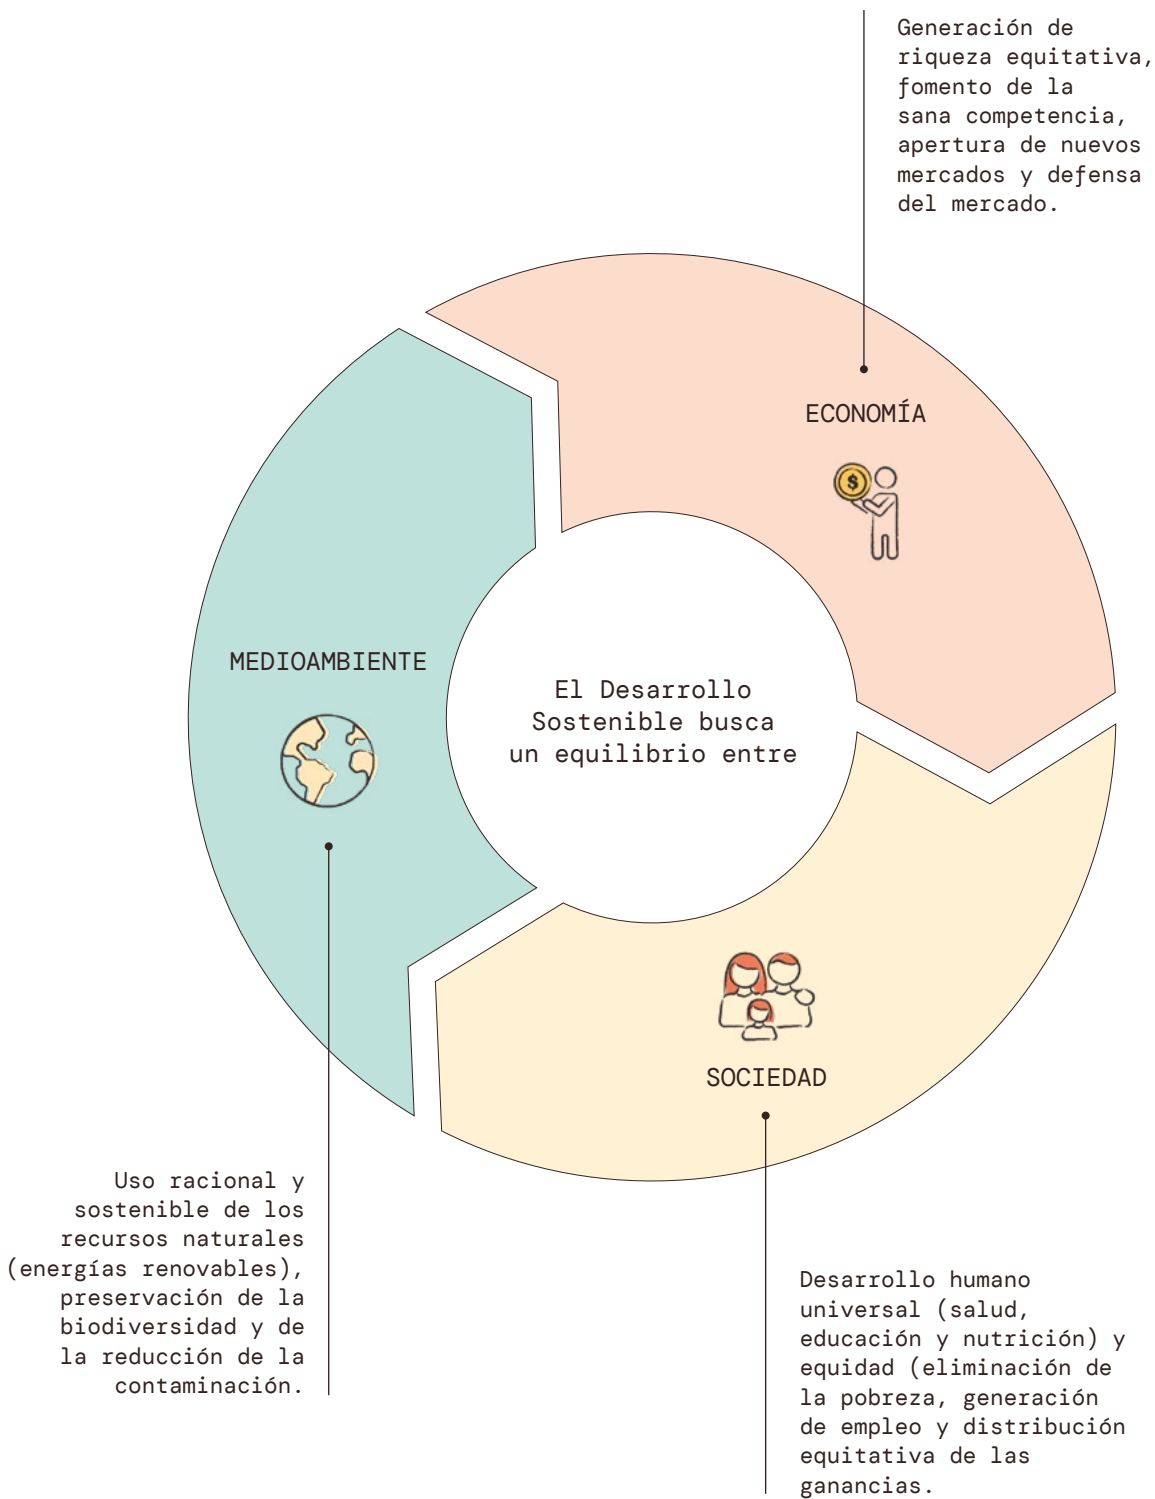 Generación de
riqueza equitativa,
fomento de la
sana competencia,
apertura de nuevos
mercados y defensa
del mercado.
ECONOMÍA
$
MEDIOAMBIENTE
El Desarrollo
Sostenible busca
un equilibrio entre
SOCIEDAD
Uso racional y
sostenible de los
recursos naturales
(energías renovables),
preservación de la
biodiversidad y de
la reducción de la
contaminación.
Desarrollo humano
universal (salud,
educación y nutrición) y
equidad (eliminación de
la pobreza, generación
de empleo y distribución
equitativa de las
ganancias.